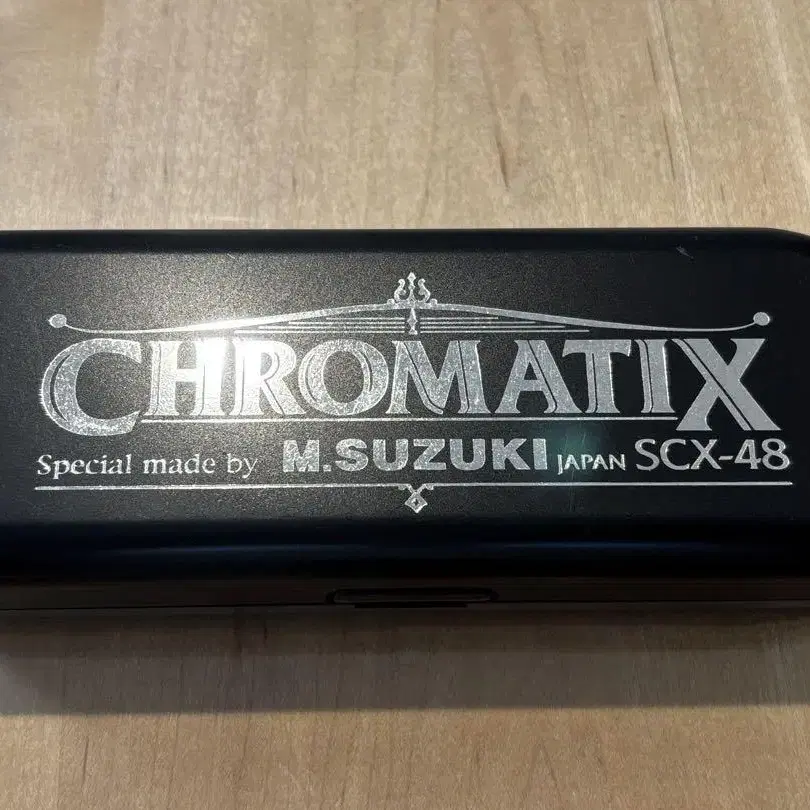 CHROMATIX
Special made by M.SUZUKI JAPAN SCX-48